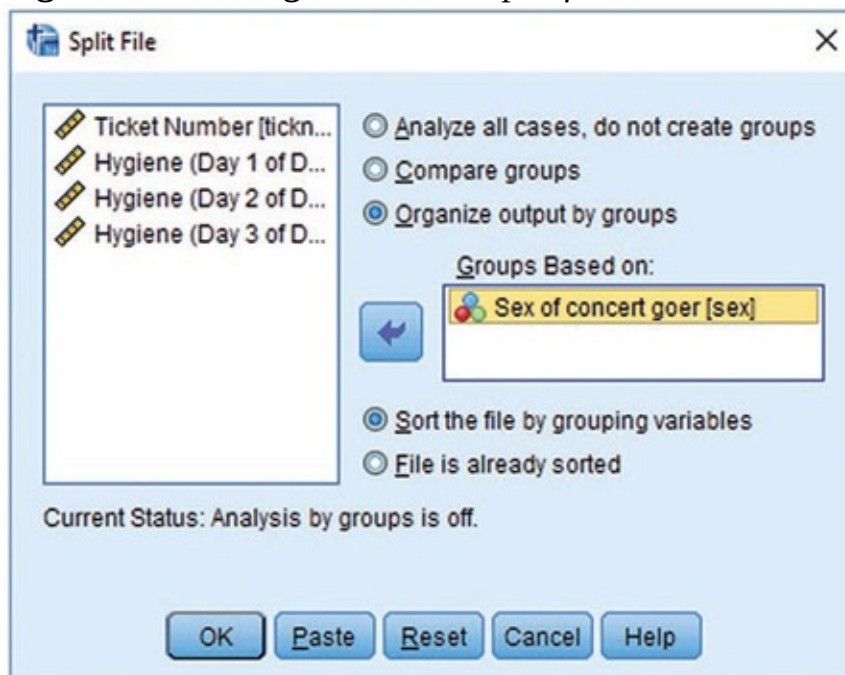 Split File
Ticket Number [tickn...
Hygiene (Day 1 of D...
Hygiene (Day 2 of D...
Hygiene (Day 3 of D...
Analyze all cases, do not create groups
Compare groups
Organize output by groups
Groups Based on:
Sex of concert goer [sex]
Sort the file by grouping variables
File is already sorted
Current Status: Analysis by groups is off.
OK Paste Reset Cancel Help